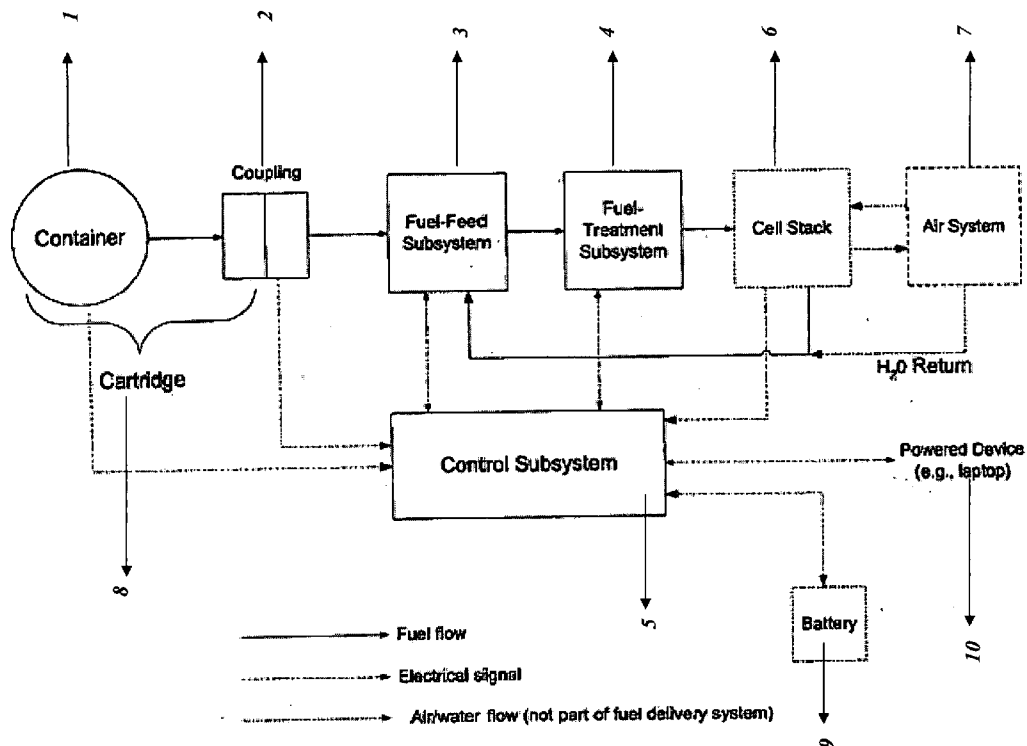 1
2
3
4
6
7
Coupling
Container
Fuel-Feed
Subsystem
Fuel-
Treatment
Subsystem
Cell Stack
Air System
H₂0 Return
Cartridge
Control Subsystem
Powered Device
(e.g., laptop)
8
5
Battery
10
9
Fuel flow
Electrical signal
Air/water flow (not part of fuel delivery system)